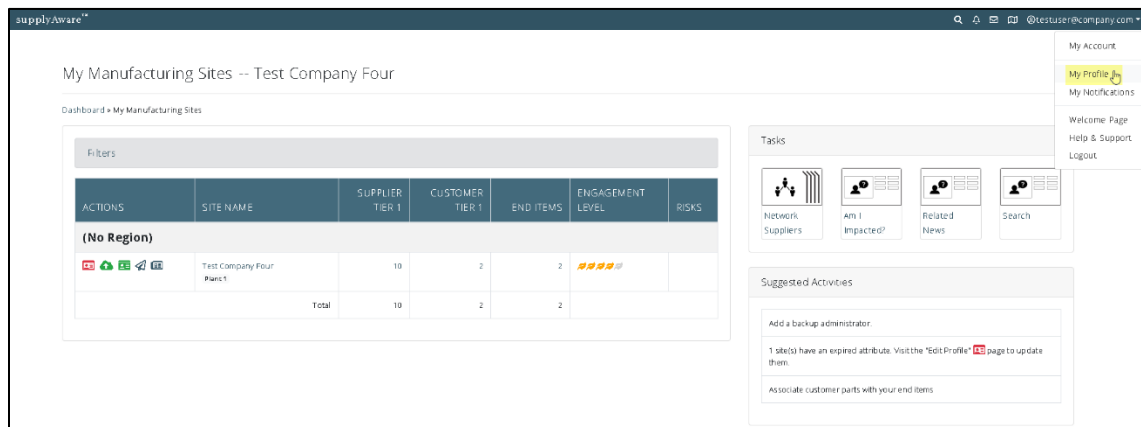 supplyAware™
testuser@company.com
My Account
My Profile
My Notifications
Welcome Page
Help & Support
Logout
My Manufacturing Sites -- Test Company Four
Dashboard » My Manufacturing Sites
Filters
ACTIONS SITE NAME SUPPLIER TIER 1 CUSTOMER TIER 1 END ITEMS ENGAGEMENT LEVEL RISKS
(No Region)
Test Company Four 10 2 2
Plant 1
Total 10 2 2
Tasks
Network Suppliers
Am I Impacted?
Related News
Search
Suggested Activities
Add a backup administrator.
1 site(s) have an expired attribute. Visit the "Edit Profile" page to update
them.
Associate customer parts with your end items